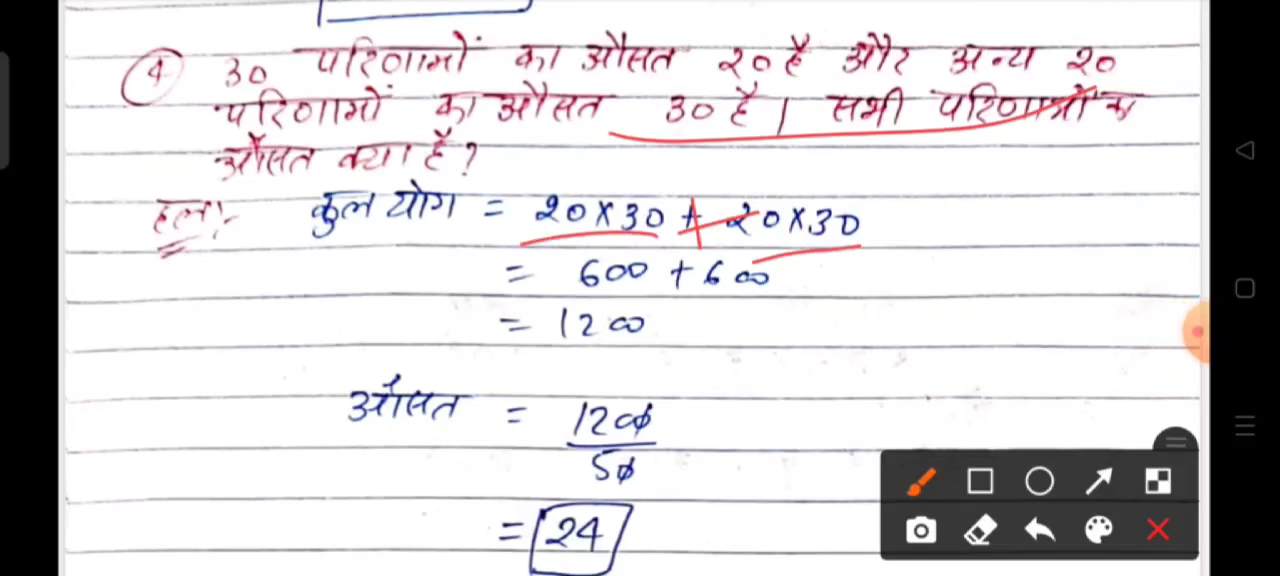 4 30 परिणामों का औसत 20 है और अन्य 20
परिणामों का औसत 30 है। सभी परिणामों का
औसत क्या है?
हल:- कुल योग = 20×30 + 20×30
= 600 + 600
= 1200
औसत = 1200
50
= 24